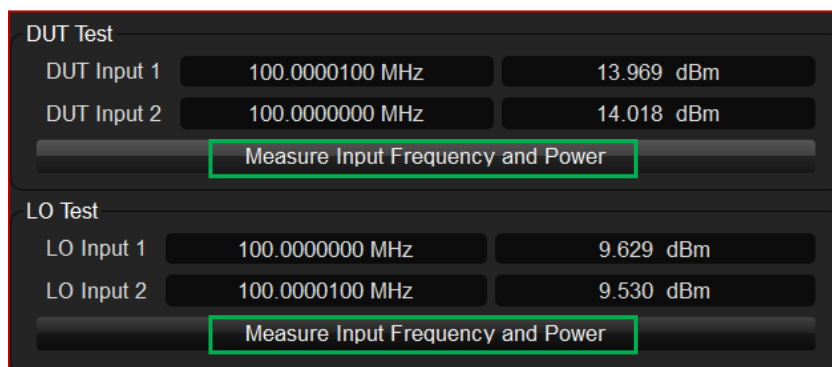 DUT Test
DUT Input 1 100.0000100 MHz 13.969 dBm
DUT Input 2 100.0000000 MHz 14.018 dBm
Measure Input Frequency and Power
LO Test
LO Input 1 100.0000000 MHz 9.629 dBm
LO Input 2 100.0000100 MHz 9.530 dBm
Measure Input Frequency and Power